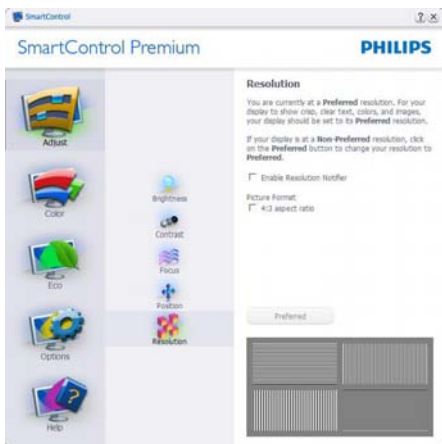 SmartControl
SmartControl Premium
PHILIPS
Adjust
Color
Eco
Options
Help
Brightness
Contrast
Focus
Position
Resolution
Resolution
You are currently at a Preferred resolution. For your
display to show crisp, clear text, colors, and images,
your display should be set to its Preferred resolution.
If your display is at a Non-Preferred resolution, click
on the Preferred button to change your resolution to
Preferred.
Enable Resolution Notifier
Picture Format
4:3 aspect ratio
Preferred